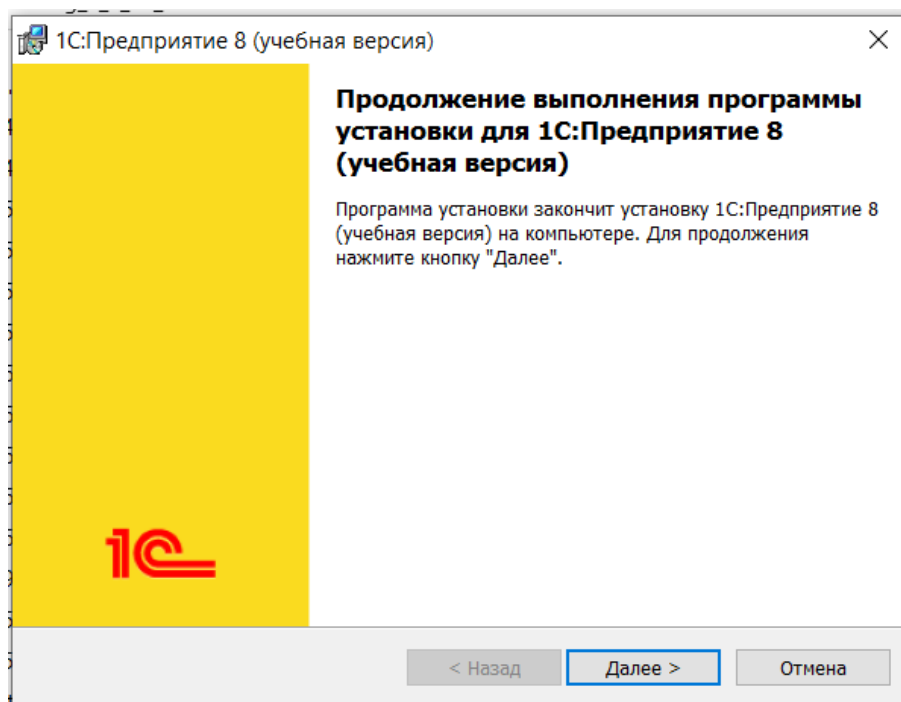 1С:Предприятие 8 (учебная версия)
Продолжение выполнения программы
установки для 1С:Предприятие 8
(учебная версия)
Программа установки закончит установку 1С:Предприятие 8
(учебная версия) на компьютере. Для продолжения
нажмите кнопку "Далее".
1С
< Назад
Далее >
Отмена